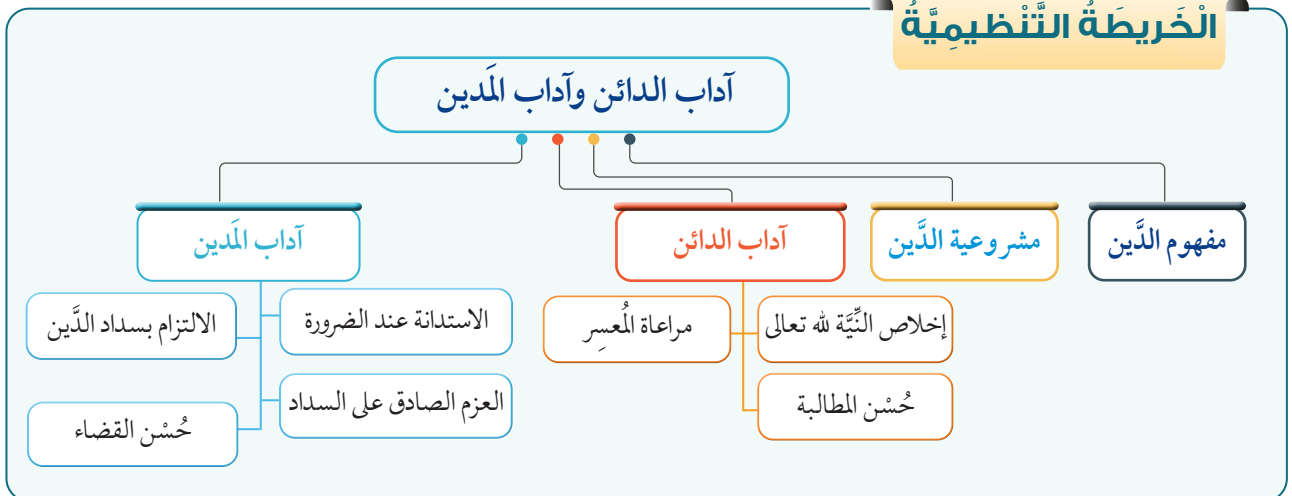 الْخَريطَةُ التَّنْظيمِيَّةُ
آداب الدائن وآداب المَدين
مفهوم الدَّين
مشروعية الدَّين
آداب الدائن
آداب المَدين
إخلاص النِّيَّة لله تعالى
مراعاة المُعسِر
حُسْن المطالبة
الاستدانة عند الضرورة
الالتزام بسداد الدَّين
العزم الصادق على السداد
حُسْن القضاء